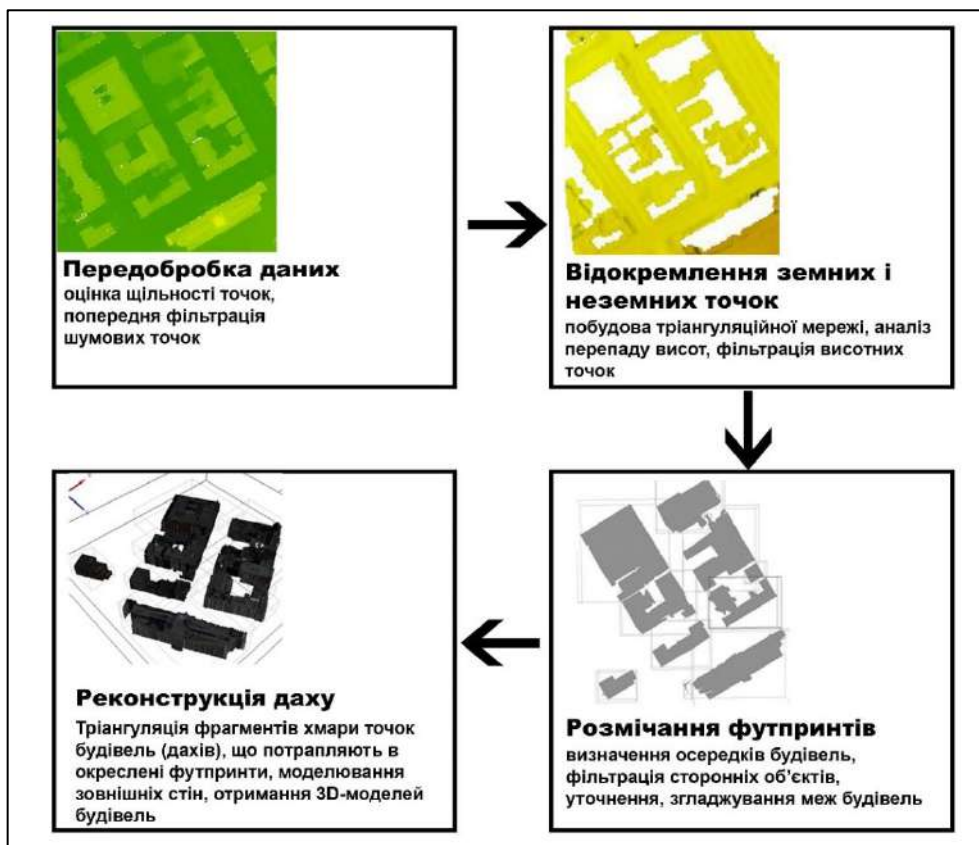 Передобробка даних
оцінка щільності точок,
попередня фільтрація
шумових точок
Відокремлення земних і
неземних точок
побудова тріангуляційної мережі, аналіз
перепаду висот, фільтрація висотних
точок
Розмічання футпринтів
визначення осередків будівель,
фільтрація сторонніх об'єктів,
уточнення, згладжування меж будівель
Реконструкція даху
Тріангуляція фрагментів хмари точок
будівель (дахів), що потрапляють в
окреслені футпринти, моделювання
зовнішніх стін, отримання 3D-моделей
будівель